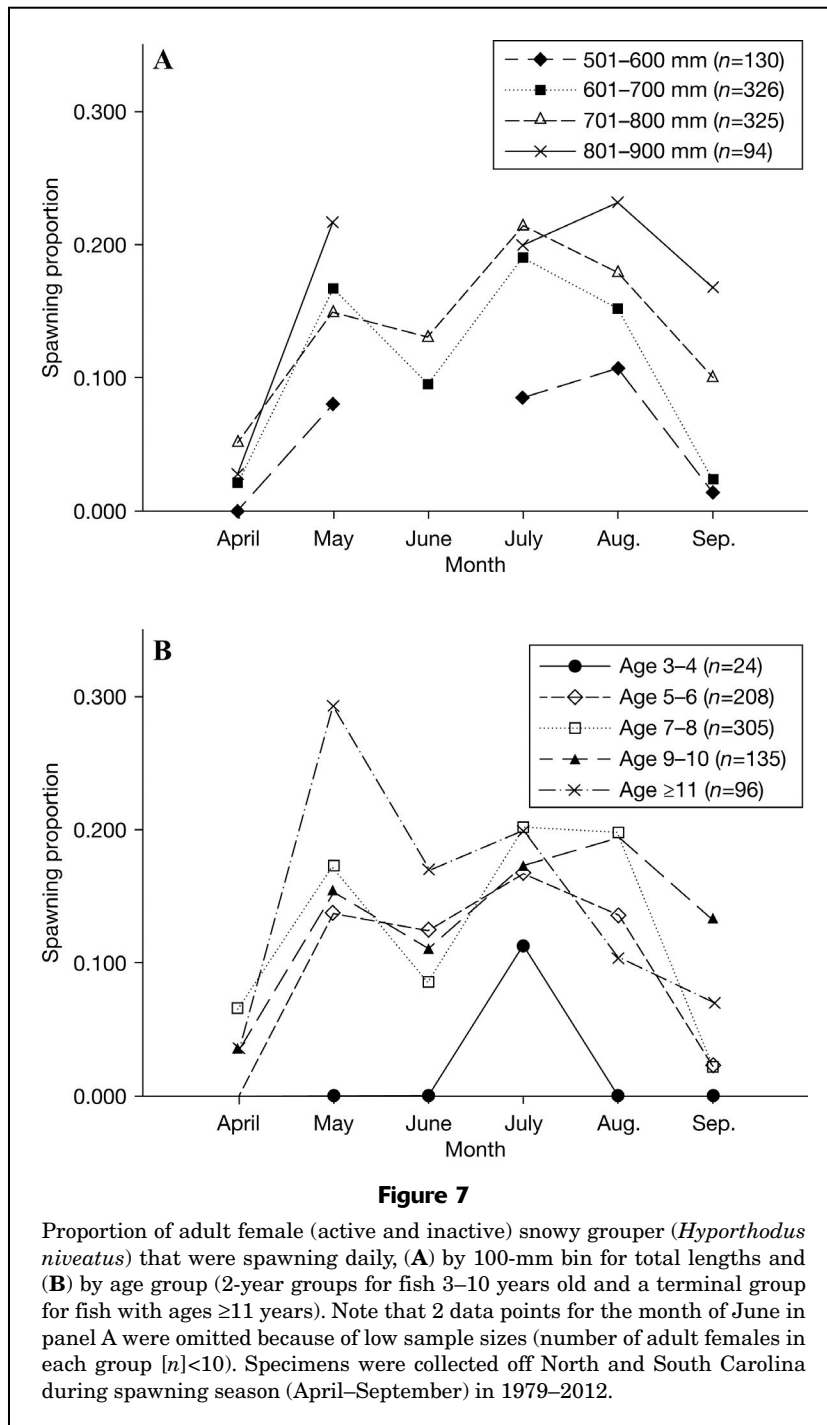 A
501–600 mm (n=130)
601–700 mm (n=326)
701–800 mm (n=325)
801–900 mm (n=94)
0.300
0.200
0.100
0.000
Spawning proportion
April May June July Aug. Sep.
Month
B
Age 3–4 (n=24)
Age 5–6 (n=208)
Age 7–8 (n=305)
Age 9–10 (n=135)
Age ≥11 (n=96)
0.300
0.200
0.100
0.000
Spawning proportion
April May June July Aug. Sep.
Month
Figure 7
Proportion of adult female (active and inactive) snowy grouper (Hyporthodus
niveatus) that were spawning daily, (A) by 100-mm bin for total lengths and
(B) by age group (2-year groups for fish 3–10 years old and a terminal group
for fish with ages ≥11 years). Note that 2 data points for the month of June in
panel A were omitted because of low sample sizes (number of adult females in
each group [n]<10). Specimens were collected off North and South Carolina
during spawning season (April–September) in 1979–2012.